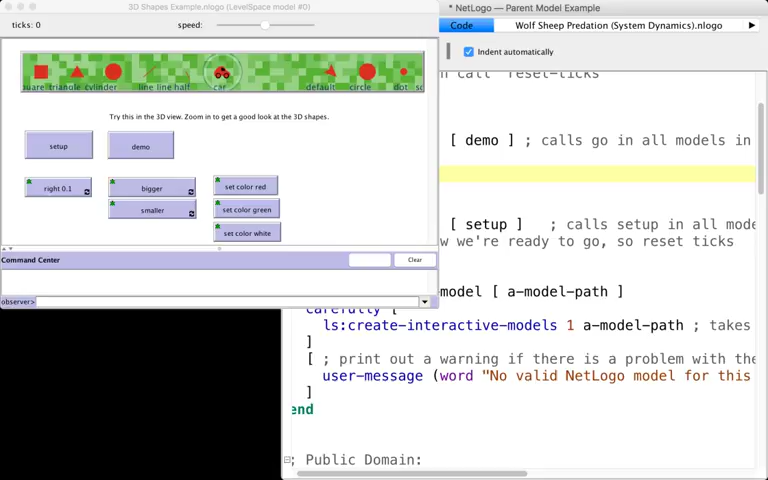 3D Shapes Example.nlogo (LevelSpace model #0)
ticks: 0
speed:
uare triangle cylinder line line half car default circle dot
Try this in the 3D view. Zoom in to get a good look at the 3D shapes.
setup
demo
right 0.1
bigger
set color red
smaller
set color green
set color white
Command Center
Clear
observer>
* NetLogo — Parent Model Example
Code
Wolf Sheep Predation (System Dynamics).nlogo
Indent automatically
n call `reset-ticks`
[ demo ] ; calls go in all models in
[ setup ] ; calls setup in all mode
w we're ready to go, so reset ticks
model [ a-model-path ]
carefully [
ls:create-interactive-models 1 a-model-path ; takes
]
[ ; print out a warning if there is a problem with the
user-message (word "No valid NetLogo model for this
]
end
; Public Domain: